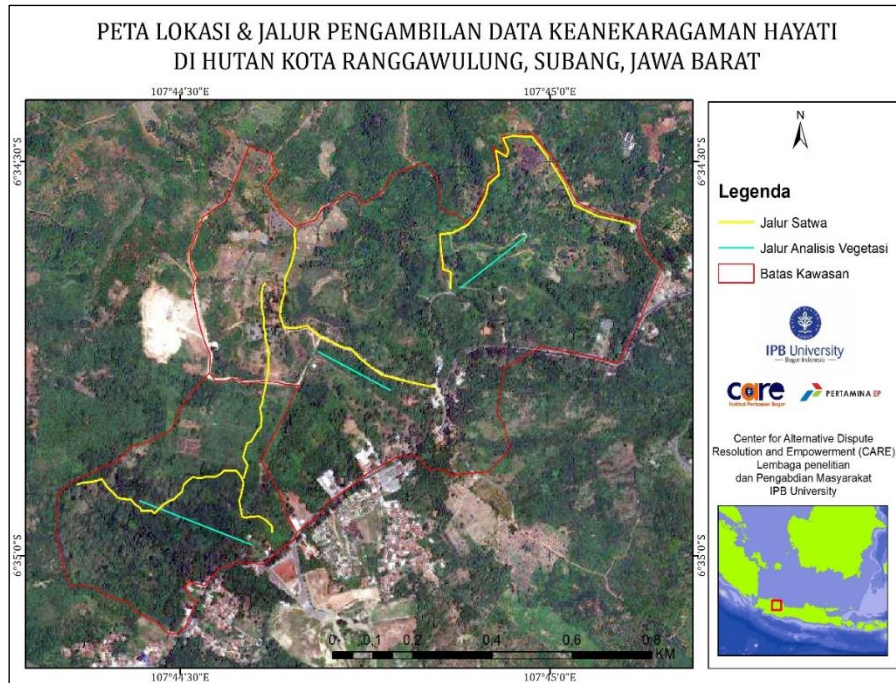 PETA LOKASI & JALUR PENGAMBILAN DATA KEANEKARAGAMAN HAYATI
DI HUTAN KOTA RANGGAWULUNG, SUBANG, JAWA BARAT
107°44'30"E
107°45'0"E
6°34'30"S
6°34'30"S
6°35'0"S
6°35'0"S
107°44'30"E
107°45'0"E
0 0,1 0,2 0,4 0,6 0,8
KM
N
Legenda
Jalur Satwa
Jalur Analisis Vegetasi
Batas Kawasan
IPB University
Bogor Indonesia
care
Institut Pertanian Bogor
PERTAMINA EP
Center for Alternative Dispute
Resolution and Empowerment (CARE)
Lembaga penelitian
dan Pengabdian Masyarakat
IPB University